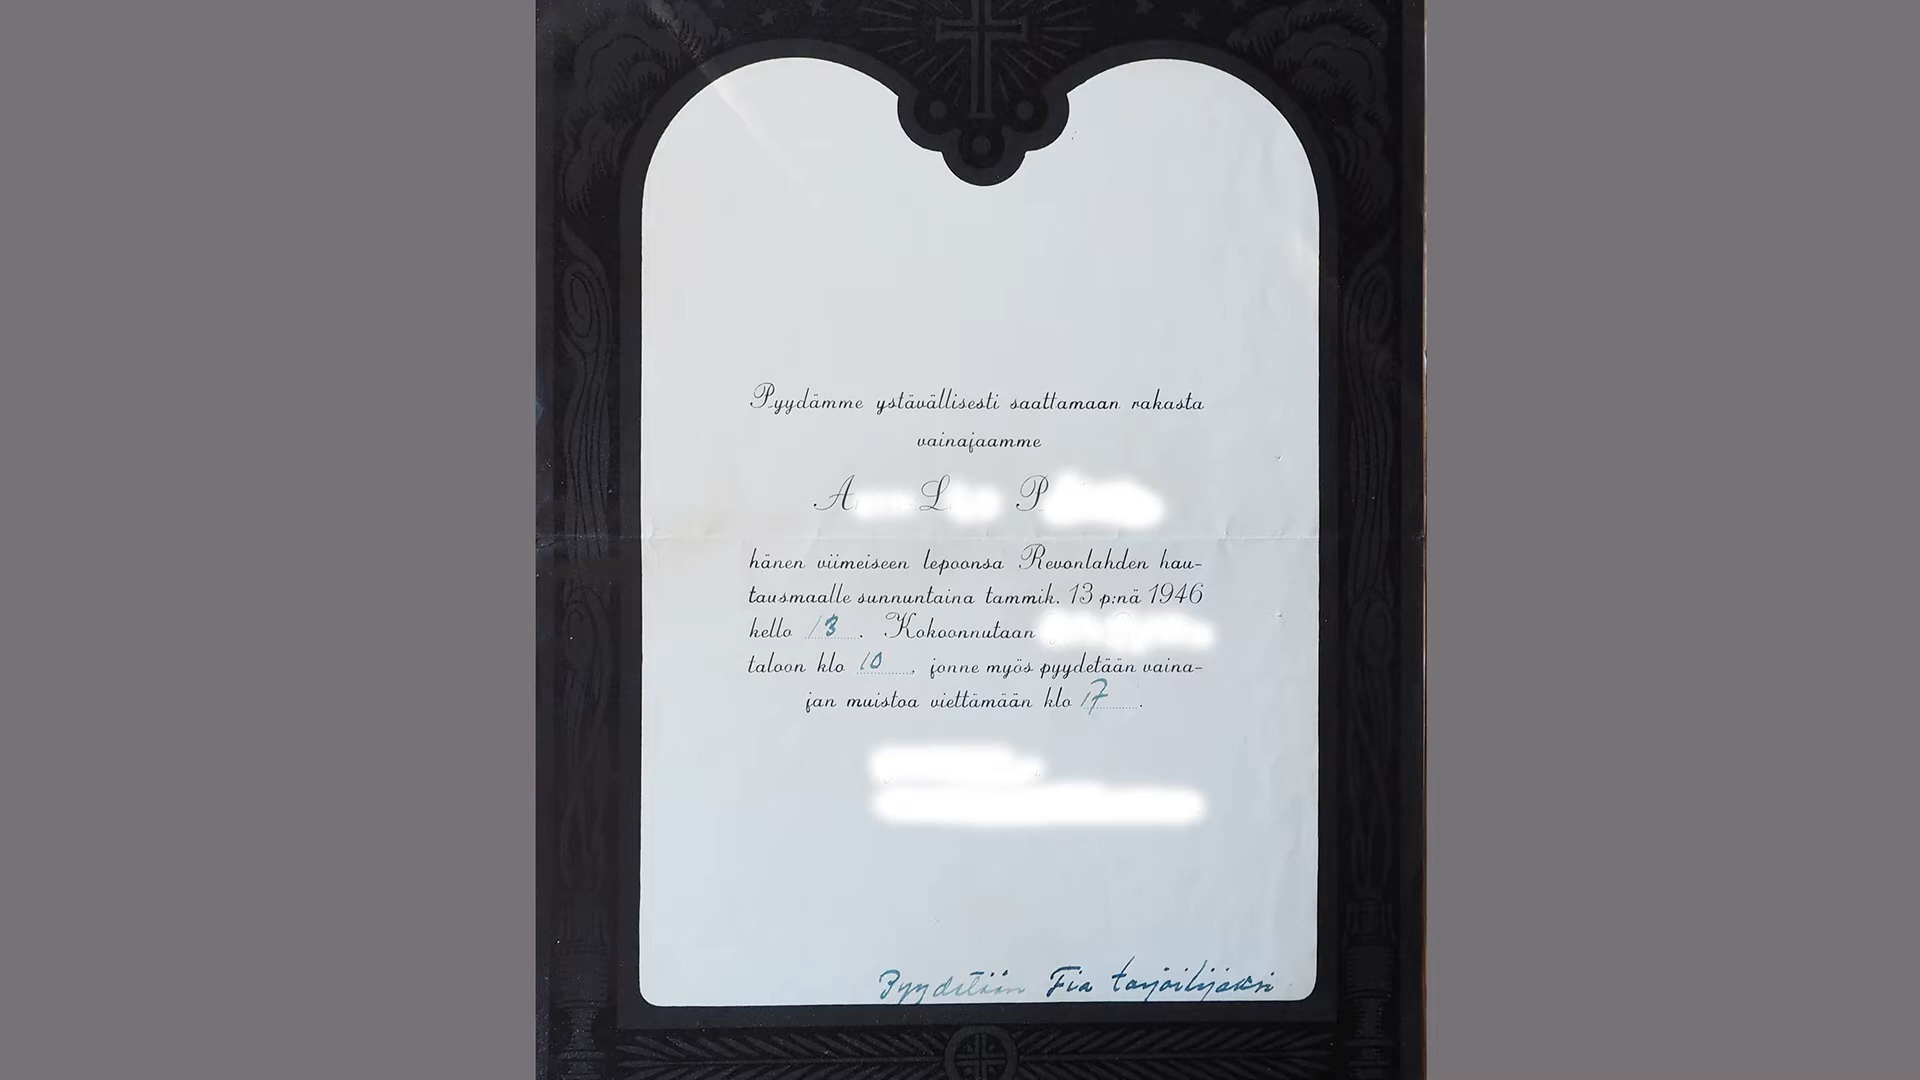 Pyydämme ystävällisesti saattamaan rakasta
vainajaamme
A L P
hänen viimeiseen lepoonsa Revonlahden hau-
tausmaalle sunnuntaina tammik. 13 p:nä 1946
kello 13. Kokoonnutaan
taloon klo 10, jonne myös pyydetään vaina-
jan muistoa viettämään klo 17.
Pyydetään Fia tarjoilijaksi